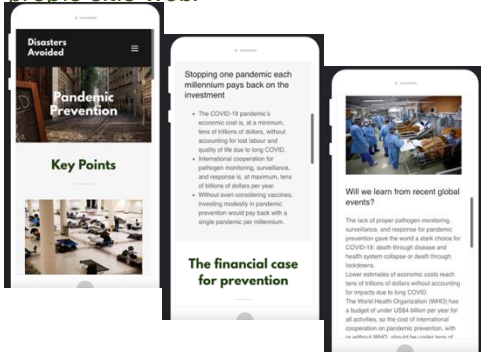 Disasters
Avoided
Pandemic
Prevention
Key Points
Stopping one pandemic each
millennium pays back on the
investment
The COVID-19 pandemic's
economic cost is, at a minimum,
tens of trillions of dollars, without
accounting for lost labour and
quality of life due to long COVID.
International cooperation for
pathogen monitoring, surveillance,
and response is, at maximum, tens
of billions of dollars per year.
Without even considering vaccines,
investing modestly in pandemic
prevention would pay back with a
single pandemic per millennium.
The financial case
for prevention
Will we learn from recent global
events?
The lack of proper pathogen monitoring,
surveillance, and response for pandemic
prevention gave the world a stark choice for
COVID-19: death through disease and
health system collapse or death through
lockdowns.
Lower estimates of economic costs reach
tens of trillions of dollars without accounting
for impacts due to long COVID.
The World Health Organization (WHO) has
a budget of under US$4 billion per year for
all activities, so the cost of international
cooperation on pandemic prevention, with
or without WHO, should be under tens of